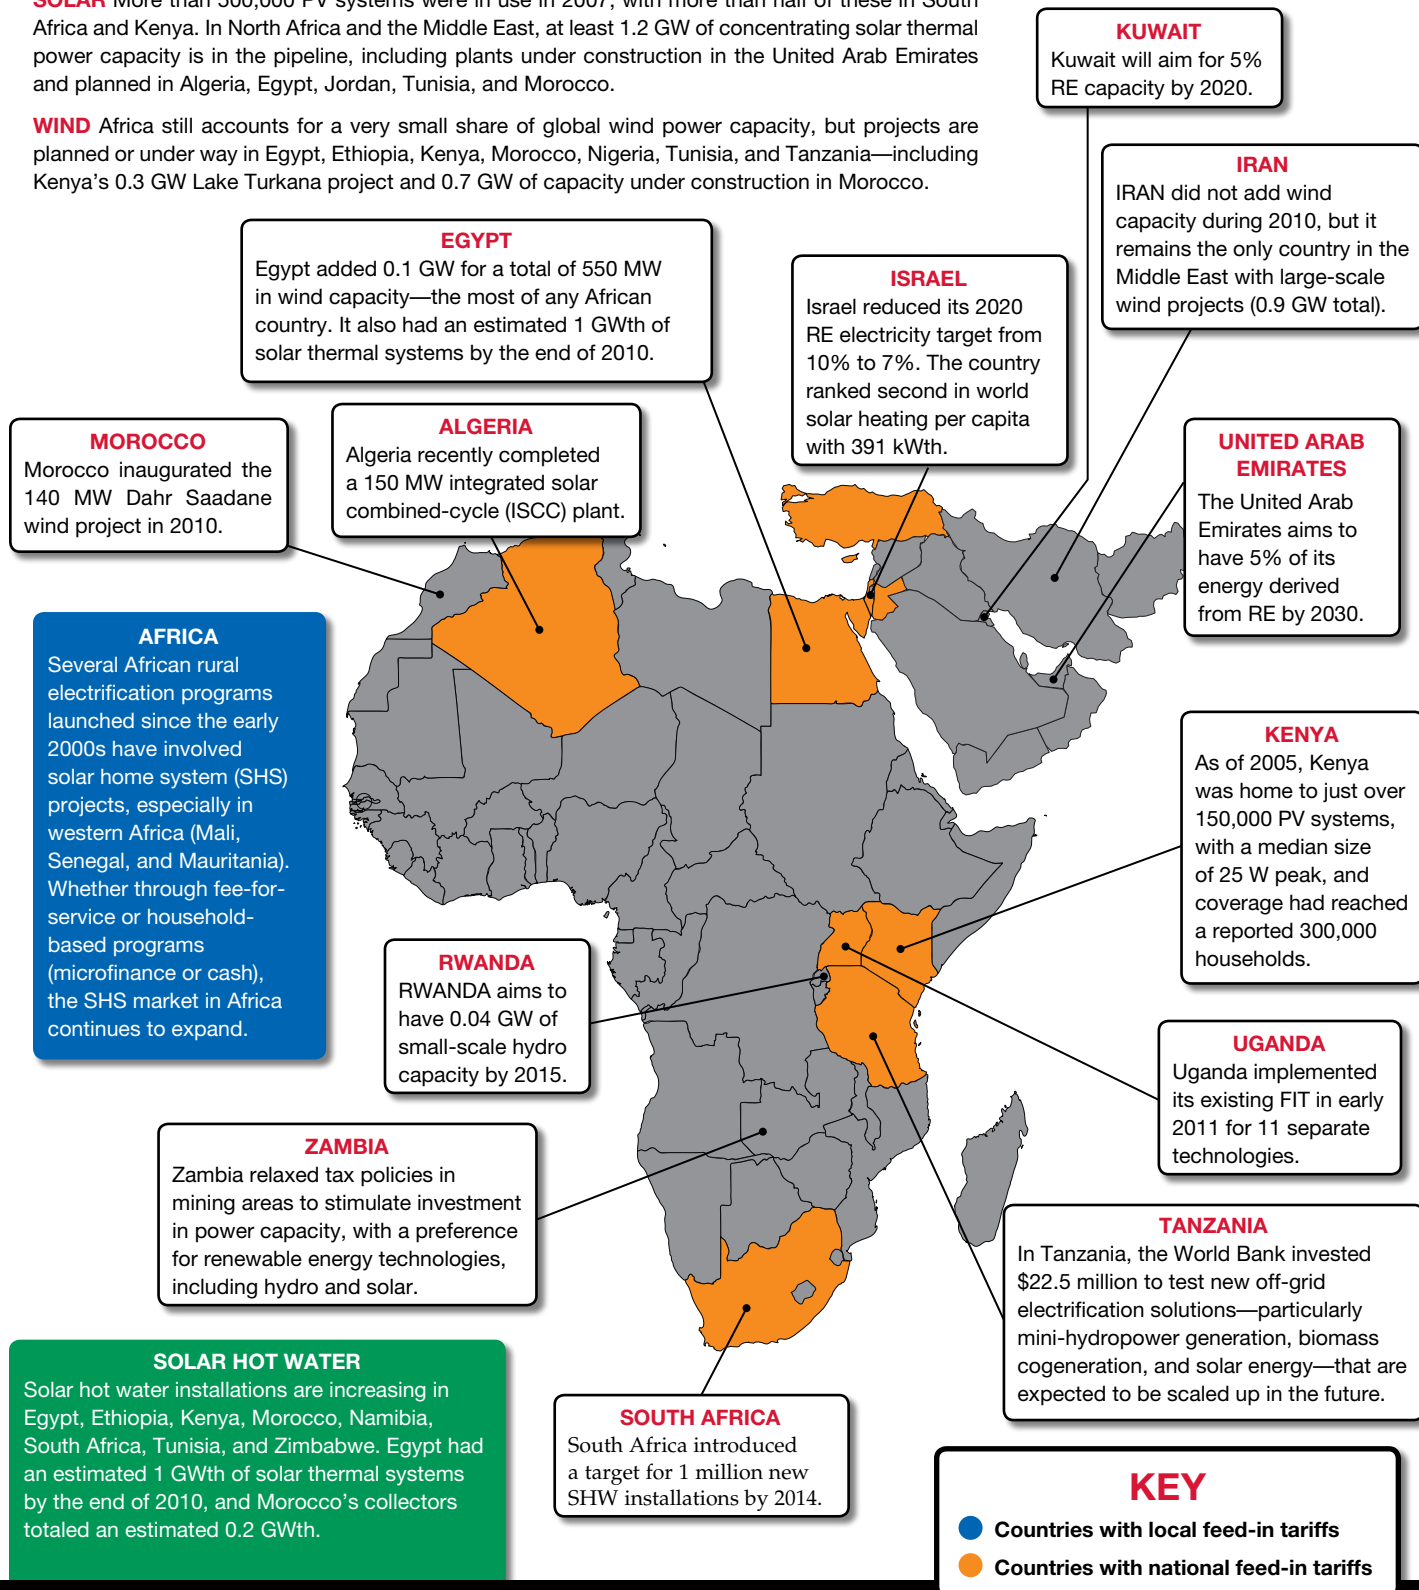 SOLAR More than 500,000 PV systems were in use in 2007, with more than half of these in South
Africa and Kenya. In North Africa and the Middle East, at least 1.2 GW of concentrating solar thermal
power capacity is in the pipeline, including plants under construction in the United Arab Emirates
and planned in Algeria, Egypt, Jordan, Tunisia, and Morocco.
WIND Africa still accounts for a very small share of global wind power capacity, but projects are
planned or under way in Egypt, Ethiopia, Kenya, Morocco, Nigeria, Tunisia, and Tanzania—including
Kenya's 0.3 GW Lake Turkana project and 0.7 GW of capacity under construction in Morocco.
KUWAIT
Kuwait will aim for 5%
RE capacity by 2020.
IRAN
IRAN did not add wind
capacity during 2010, but it
remains the only country in the
Middle East with large-scale
wind projects (0.9 GW total).
EGYPT
Egypt added 0.1 GW for a total of 550 MW
in wind capacity—the most of any African
country. It also had an estimated 1 GWth of
solar thermal systems by the end of 2010.
ISRAEL
Israel reduced its 2020
RE electricity target from
10% to 7%. The country
ranked second in world
solar heating per capita
with 391 kWth.
MOROCCO
Morocco inaugurated the
140 MW Dahr Saadane
wind project in 2010.
ALGERIA
Algeria recently completed
a 150 MW integrated solar
combined-cycle (ISCC) plant.
UNITED ARAB
EMIRATES
The United Arab
Emirates aims to
have 5% of its
energy derived
from RE by 2030.
AFRICA
Several African rural
electrification programs
launched since the early
2000s have involved
solar home system (SHS)
projects, especially in
western Africa (Mali,
Senegal, and Mauritania).
Whether through fee-for-
service or household-
based programs
(microfinance or cash),
the SHS market in Africa
continues to expand.
KENYA
As of 2005, Kenya
was home to just over
150,000 PV systems,
with a median size
of 25 W peak, and
coverage had reached
a reported 300,000
households.
RWANDA
RWANDA aims to
have 0.04 GW of
small-scale hydro
capacity by 2015.
UGANDA
Uganda implemented
its existing FIT in early
2011 for 11 separate
technologies.
ZAMBIA
Zambia relaxed tax policies in
mining areas to stimulate investment
in power capacity, with a preference
for renewable energy technologies,
including hydro and solar.
TANZANIA
In Tanzania, the World Bank invested
$22.5 million to test new off-grid
electrification solutions—particularly
mini-hydropower generation, biomass
cogeneration, and solar energy—that are
expected to be scaled up in the future.
SOLAR HOT WATER
Solar hot water installations are increasing in
Egypt, Ethiopia, Kenya, Morocco, Namibia,
South Africa, Tunisia, and Zimbabwe. Egypt had
an estimated 1 GWth of solar thermal systems
by the end of 2010, and Morocco's collectors
totaled an estimated 0.2 GWth.
SOUTH AFRICA
South Africa introduced
a target for 1 million new
SHW installations by 2014.
KEY
Countries with local feed-in tariffs
Countries with national feed-in tariffs